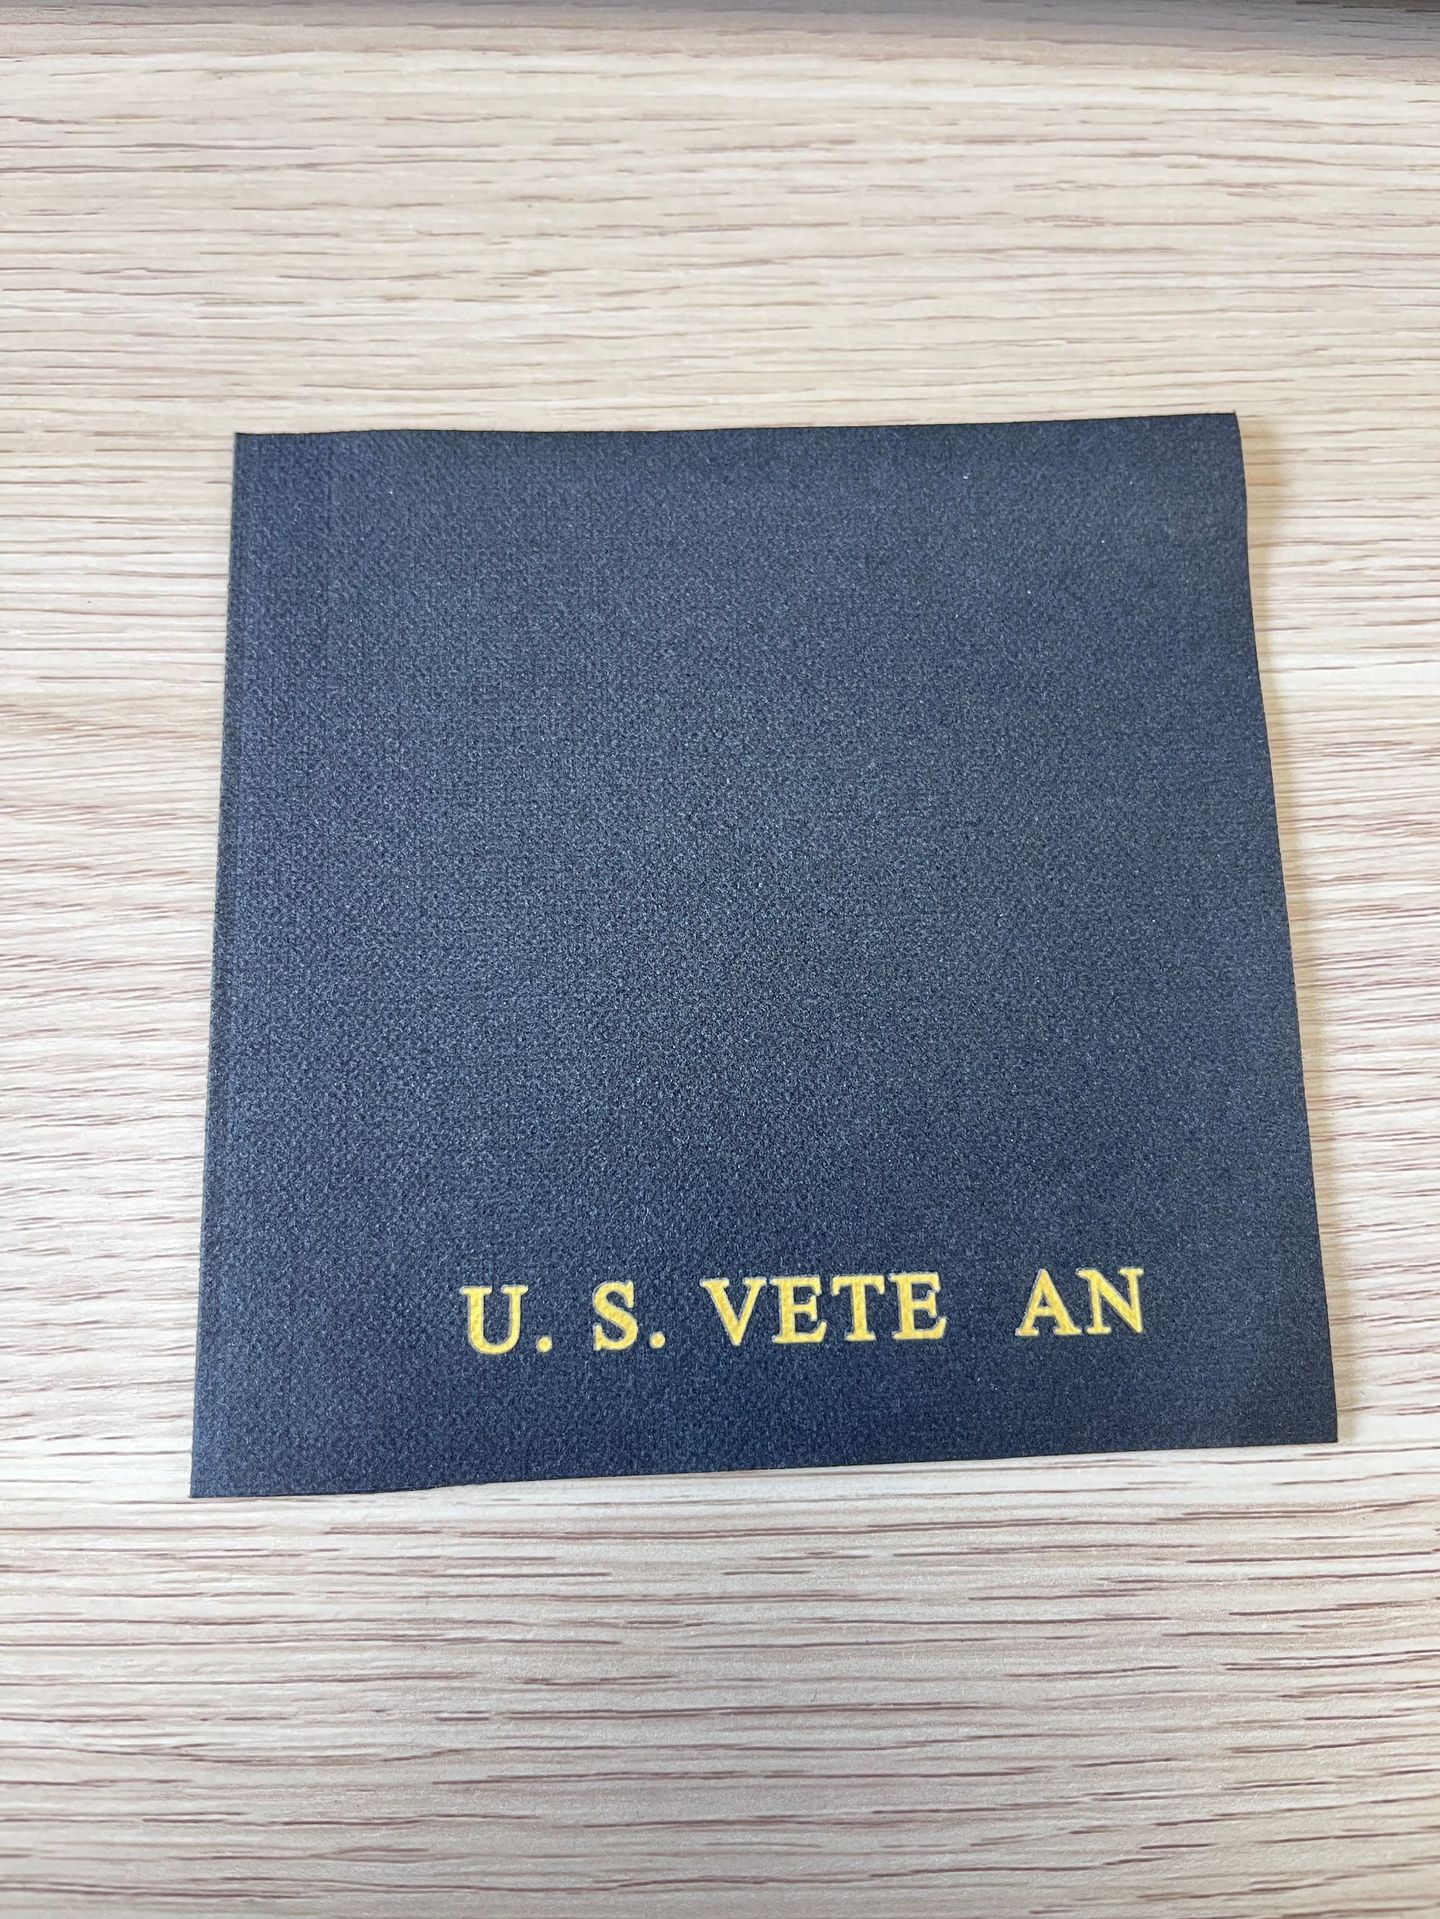 U. S. VETE AN